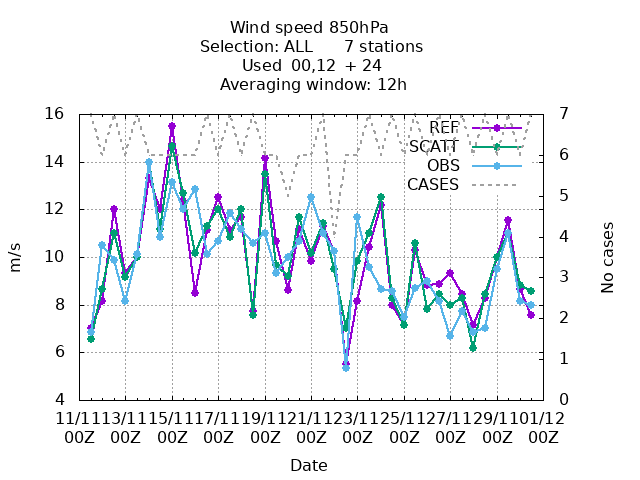 Wind speed 850hPa
Selection: ALL 7 stations
Used 00,12 + 24
Averaging window: 12h
16 7
REF
SCATT
14 6
OBS
CASES
12 5
10 4
m/s
No cases
8 3
2
6 1
4 0
11/11 13/11 15/11 17/11 19/11 21/11 23/11 25/11 27/11 29/11 01/12
00Z 00Z 00Z 00Z 00Z 00Z 00Z 00Z 00Z 00Z 00Z
Date